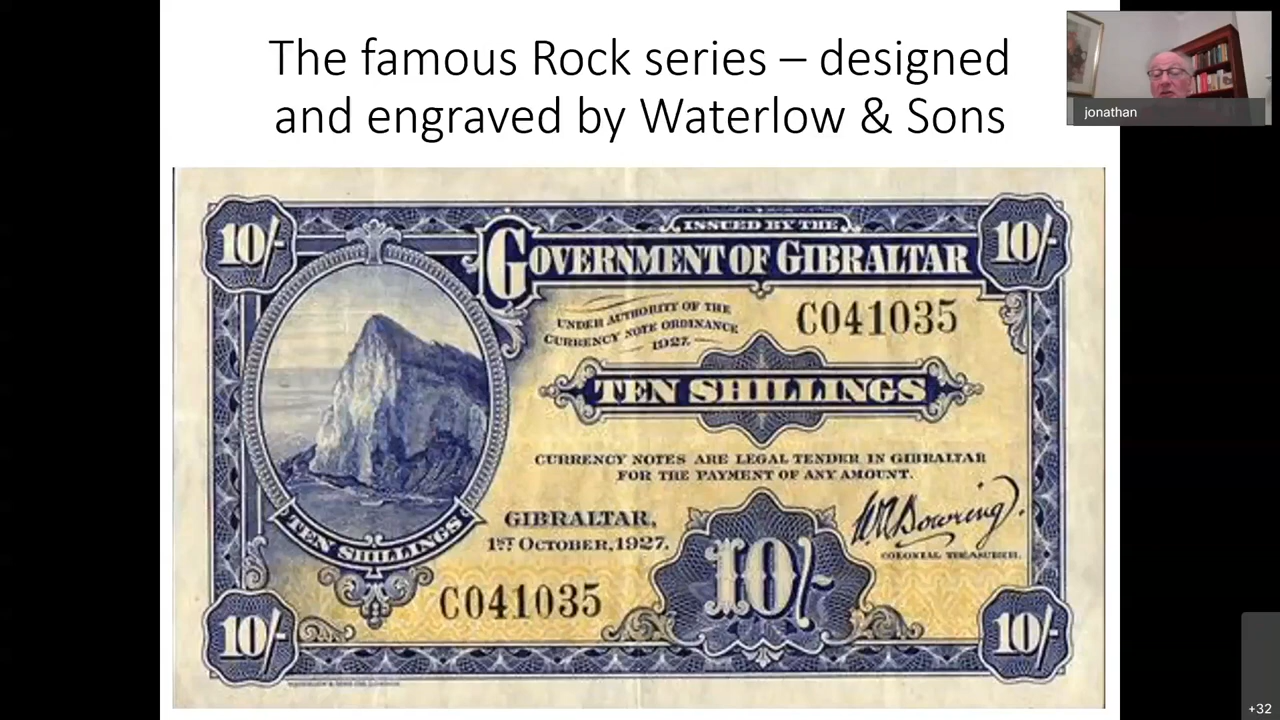 The famous Rock series – designed
and engraved by Waterlow & Sons
jonathan
10/-
ISSUED BY THE
10/-
GOVERNMENT OF GIBRALTAR
UNDER AUTHORITY OF THE
CURRENCY NOTE ORDINANCE
1927.
C041035
TEN SHILLINGS
CURRENCY NOTES ARE LEGAL TENDER IN GIBRALTAR
FOR THE PAYMENT OF ANY AMOUNT.
TEN SHILLINGS
GIBRALTAR,
1ST OCTOBER, 1927.
COLONIAL TREASURER.
C041035
10/-
10/-
10/-
+32